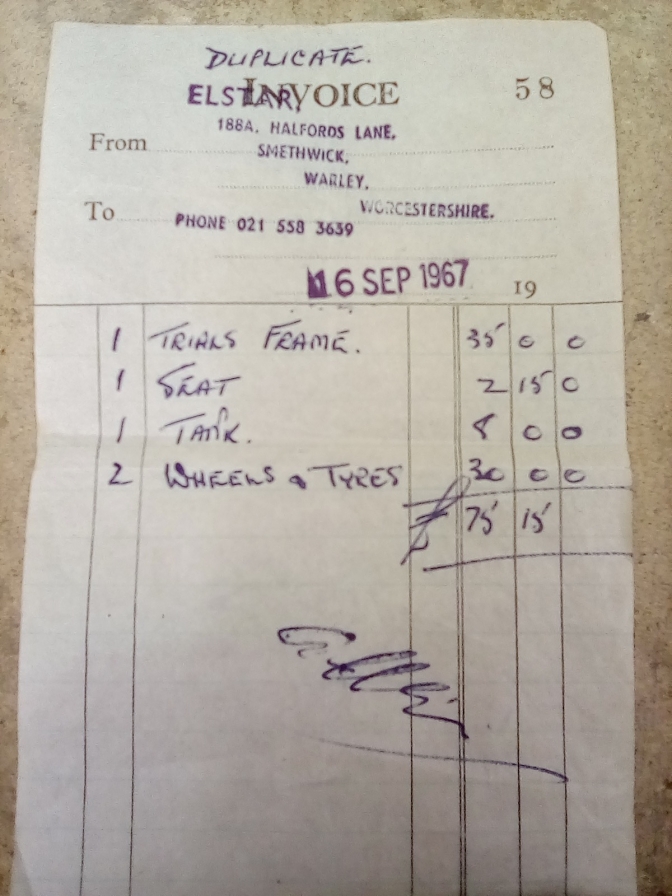 DUPLICATE.
INVOICE 58
ELSTAR,
188A, HALFORDS LANE,
From
SMETHWICK,
WARLEY,
WORCESTERSHIRE.
To
PHONE 021 558 3639
16 SEP 1967 19
1 TRIALS FRAME. 35 0 0
1 SEAT 2 15 0
1 TANK. 8 0 0
2 WHEELS & TYRES 30 0 0
£ 75 15